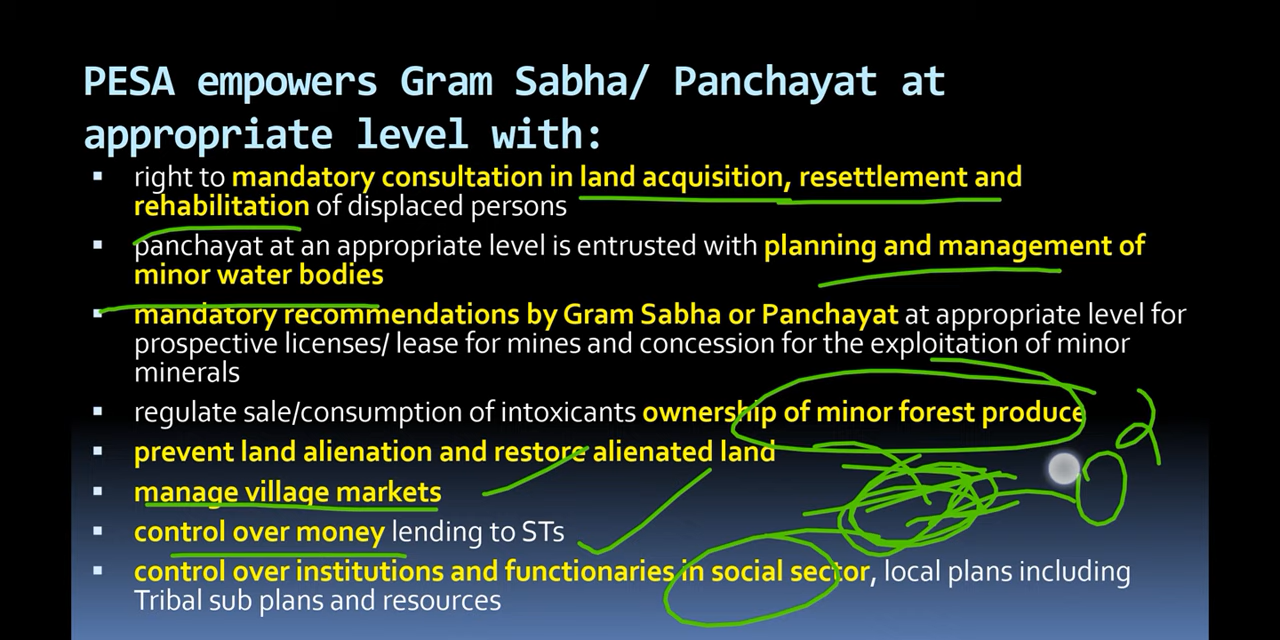 PESA empowers Gram Sabha/ Panchayat at
appropriate level with:
▪ right to mandatory consultation in land acquisition, resettlement and
rehabilitation of displaced persons
▪ panchayat at an appropriate level is entrusted with planning and management of
minor water bodies
▪ mandatory recommendations by Gram Sabha or Panchayat at appropriate level for
prospective licenses/ lease for mines and concession for the exploitation of minor
minerals
▪ regulate sale/consumption of intoxicants ownership of minor forest produce
▪ prevent land alienation and restore alienated land
▪ manage village markets
▪ control over money lending to STs
▪ control over institutions and functionaries in social sector, local plans including
Tribal sub plans and resources